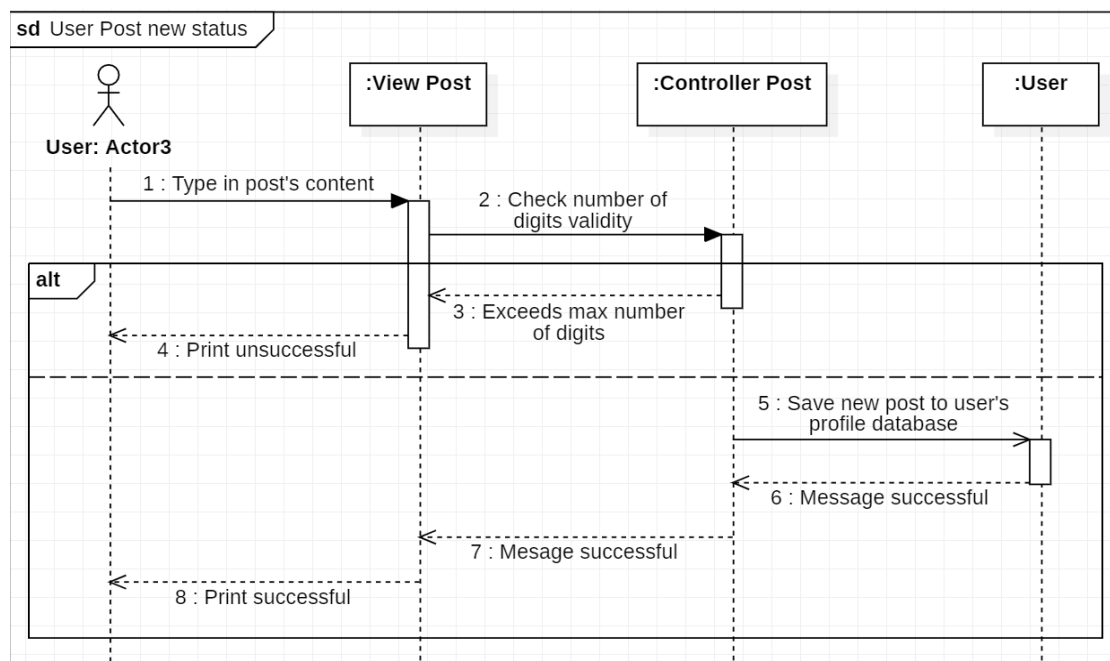 sd User Post new status
:View Post
:Controller Post
:User
User: Actor3
1 : Type in post's content
2 : Check number of
digits validity
alt
3 : Exceeds max number
of digits
4 : Print unsuccessful
5 : Save new post to user's
profile database
6 : Message successful
7 : Mesage successful
8 : Print successful